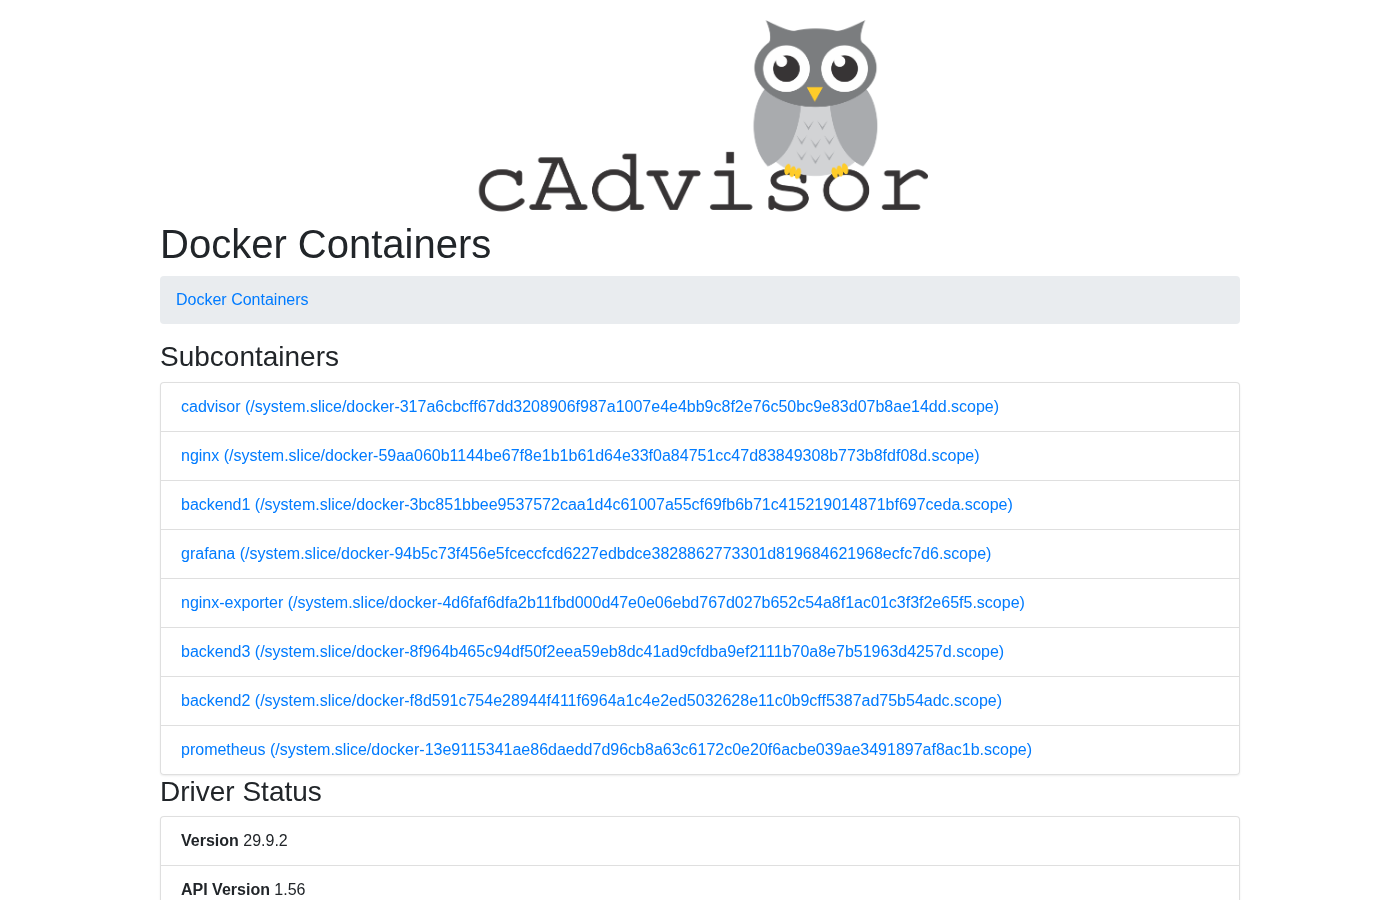 cAdvisor
Docker Containers
Docker Containers
Subcontainers
cadvisor (/system.slice/docker-317a6cbcff67dd3208906f987a1007e4e4bb9c8f2e76c50bc9e83d07b8ae14dd.scope)
nginx (/system.slice/docker-59aa060b1144be67f8e1b1b61d64e33f0a84751cc47d83849308b773b8fdf08d.scope)
backend1 (/system.slice/docker-3bc851bbee9537572caa1d4c61007a55cf69fb6b71c415219014871bf697ceda.scope)
grafana (/system.slice/docker-94b5c73f456e5fceccfcd6227edbdce3828862773301d819684621968ecfc7d6.scope)
nginx-exporter (/system.slice/docker-4d6faf6dfa2b11fbd000d47e0e06ebd767d027b652c54a8f1ac01c3f3f2e65f5.scope)
backend3 (/system.slice/docker-8f964b465c94df50f2eea59eb8dc41ad9cfdba9ef2111b70a8e7b51963d4257d.scope)
backend2 (/system.slice/docker-f8d591c754e28944f411f6964a1c4e2ed5032628e11c0b9cff5387ad75b54adc.scope)
prometheus (/system.slice/docker-13e9115341ae86daedd7d96cb8a63c6172c0e20f6acbe039ae3491897af8ac1b.scope)
Driver Status
Version 29.9.2
API Version 1.56